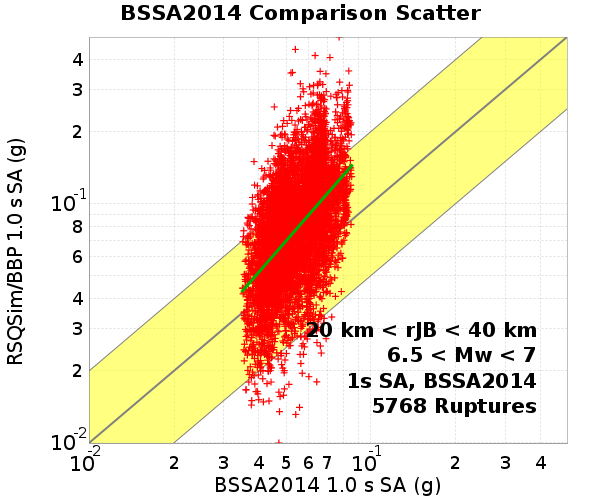 BSSA2014 Comparison Scatter
RSQSim/BBP 1.0 s SA (g)
4
3
2
10-1
8
6
4
3
2
10-2
20 km < rJB < 40 km
6.5 < Mw < 7
1s SA, BSSA2014
5768 Ruptures
10-2 2 3 4 5 6 7 10-1 2 3 4
BSSA2014 1.0 s SA (g)